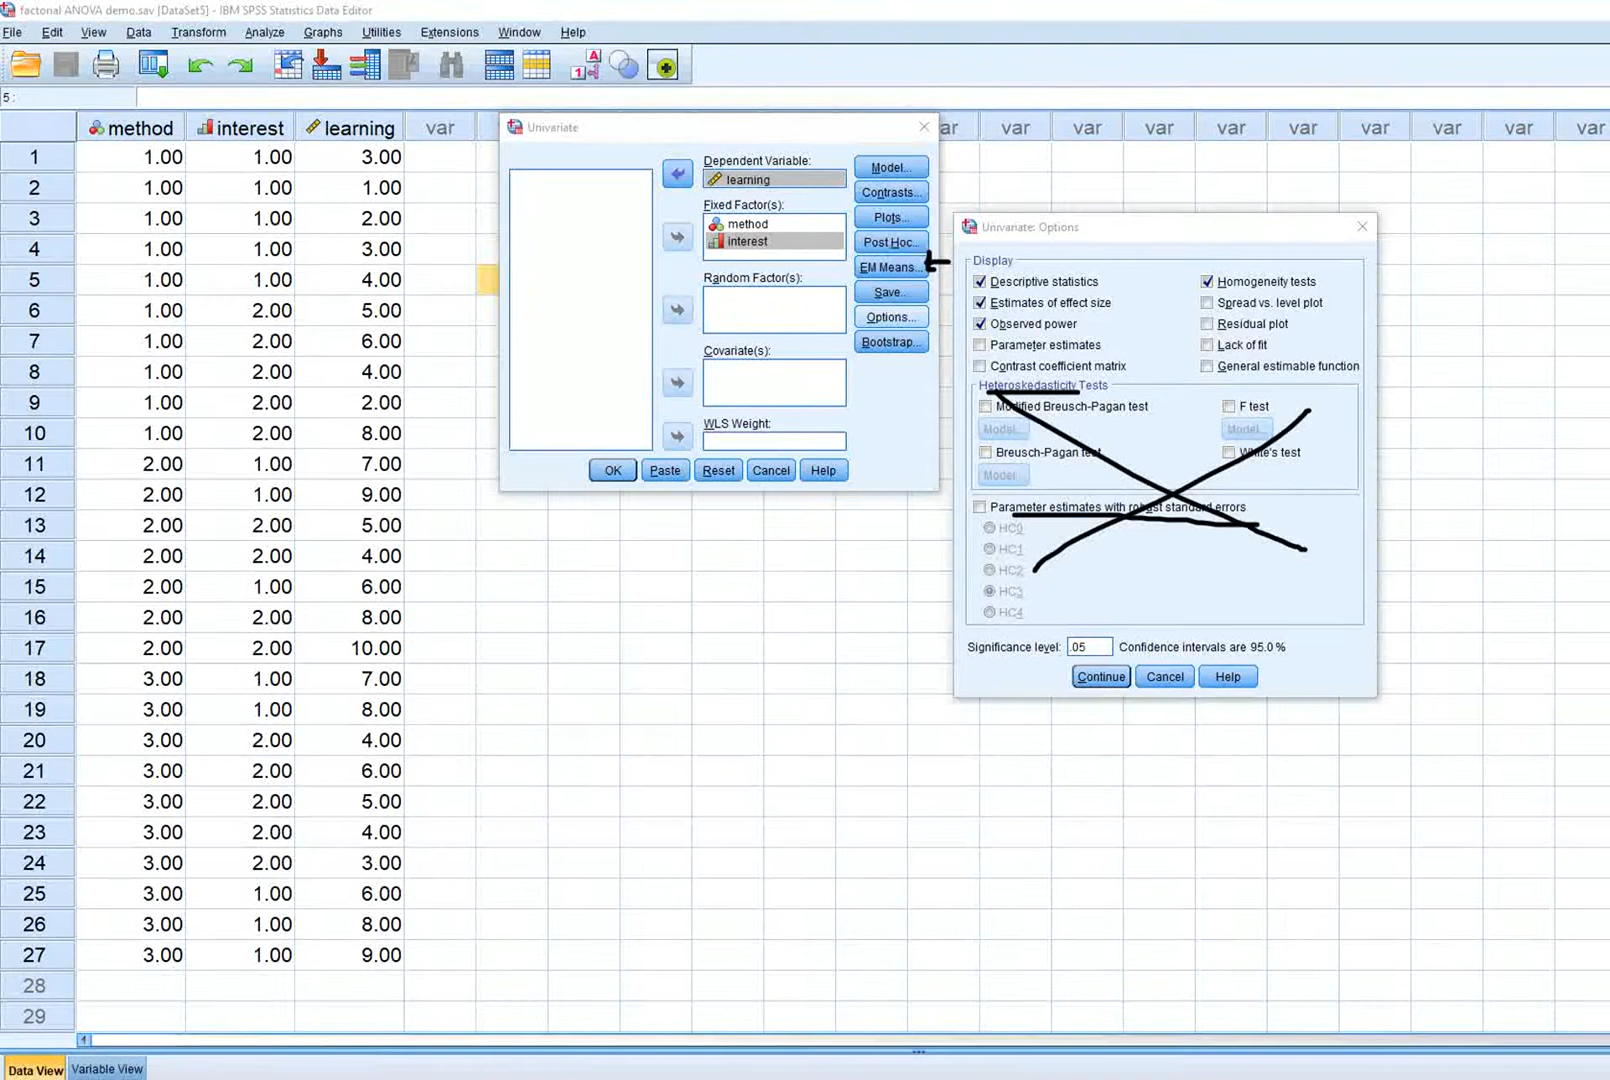 factonal ANOVA demo.sav [DataSet5] - IBM SPSS Statistics Data Editor
File Edit View Data Transform Analyze Graphs Utilities Extensions Window Help
5 :
method interest learning var var var var var var var var var var
1 1.00 1.00 3.00
2 1.00 1.00 1.00
3 1.00 1.00 2.00
4 1.00 1.00 3.00
5 1.00 1.00 4.00
6 1.00 2.00 5.00
7 1.00 2.00 6.00
8 1.00 2.00 4.00
9 1.00 2.00 2.00
10 1.00 2.00 8.00
11 2.00 1.00 7.00
12 2.00 1.00 9.00
13 2.00 2.00 5.00
14 2.00 2.00 4.00
15 2.00 1.00 6.00
16 2.00 2.00 8.00
17 2.00 2.00 10.00
18 3.00 1.00 7.00
19 3.00 1.00 8.00
20 3.00 2.00 4.00
21 3.00 2.00 6.00
22 3.00 2.00 5.00
23 3.00 2.00 4.00
24 3.00 2.00 3.00
25 3.00 1.00 6.00
26 3.00 1.00 8.00
27 3.00 1.00 9.00
28
29
Univariate
Dependent Variable:
learning
Fixed Factor(s):
method
interest
Random Factor(s):
Covariate(s):
WLS Weight:
Model...
Contrasts...
Plots...
Post Hoc...
EM Means...
Save...
Options...
Bootstrap...
OK Paste Reset Cancel Help
Univariate: Options
Display
Descriptive statistics Homogeneity tests
Estimates of effect size Spread vs. level plot
Observed power Residual plot
Parameter estimates Lack of fit
Contrast coefficient matrix General estimable function
Heteroskedasticity Tests
Modified Breusch-Pagan test F test
Model... Model...
Breusch-Pagan test White's test
Model...
Parameter estimates with robust standard errors
HC0
HC1
HC2
HC3
HC4
Significance level: .05 Confidence intervals are 95.0 %
Continue Cancel Help
Data View Variable View